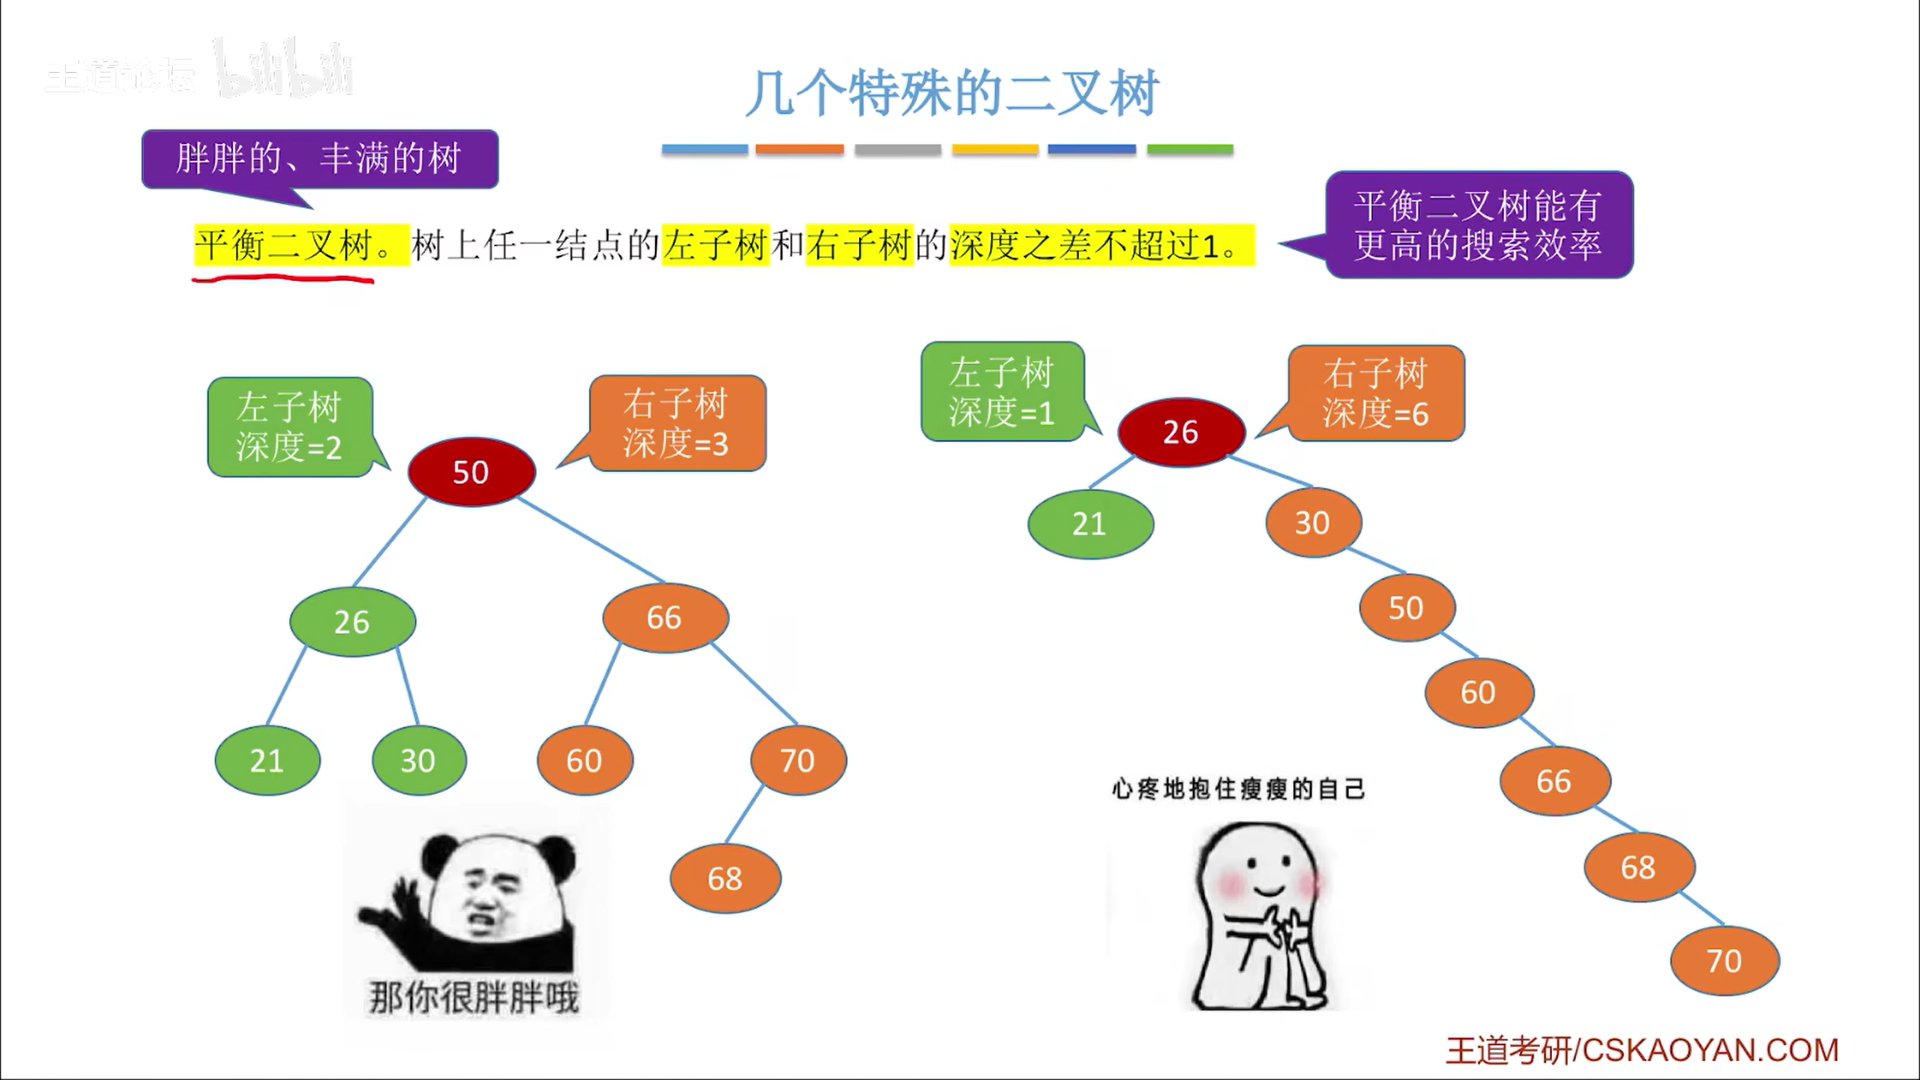 王道论坛 bilibili
几个特殊的二叉树
胖胖的、丰满的树
平衡二叉树。树上任一结点的左子树和右子树的深度之差不超过1。
平衡二叉树能有
更高的搜索效率
左子树
深度=2
右子树
深度=3
50
26
66
21
30
60
70
68
那你很胖胖哦
左子树
深度=1
右子树
深度=6
26
21
30
50
60
66
68
70
心疼地抱住瘦瘦的自己
王道考研/CSKAOYAN.COM